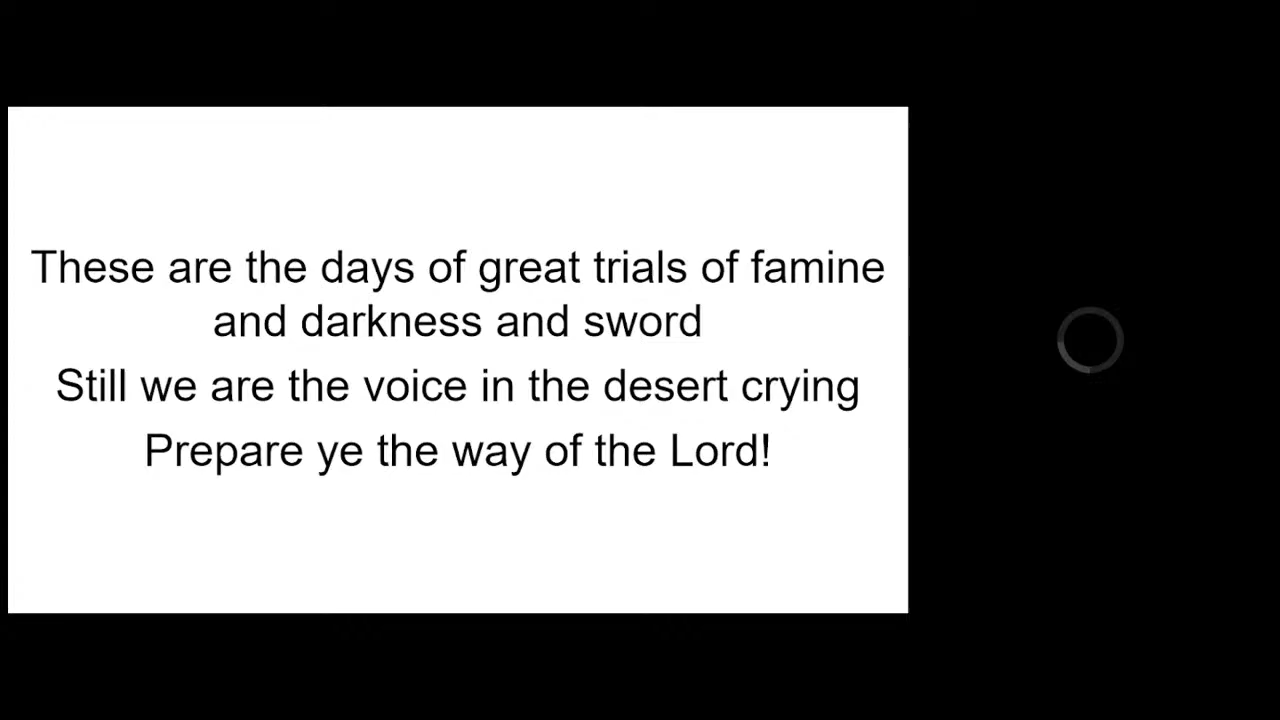 These are the days of great trials of famine
and darkness and sword
Still we are the voice in the desert crying
Prepare ye the way of the Lord!